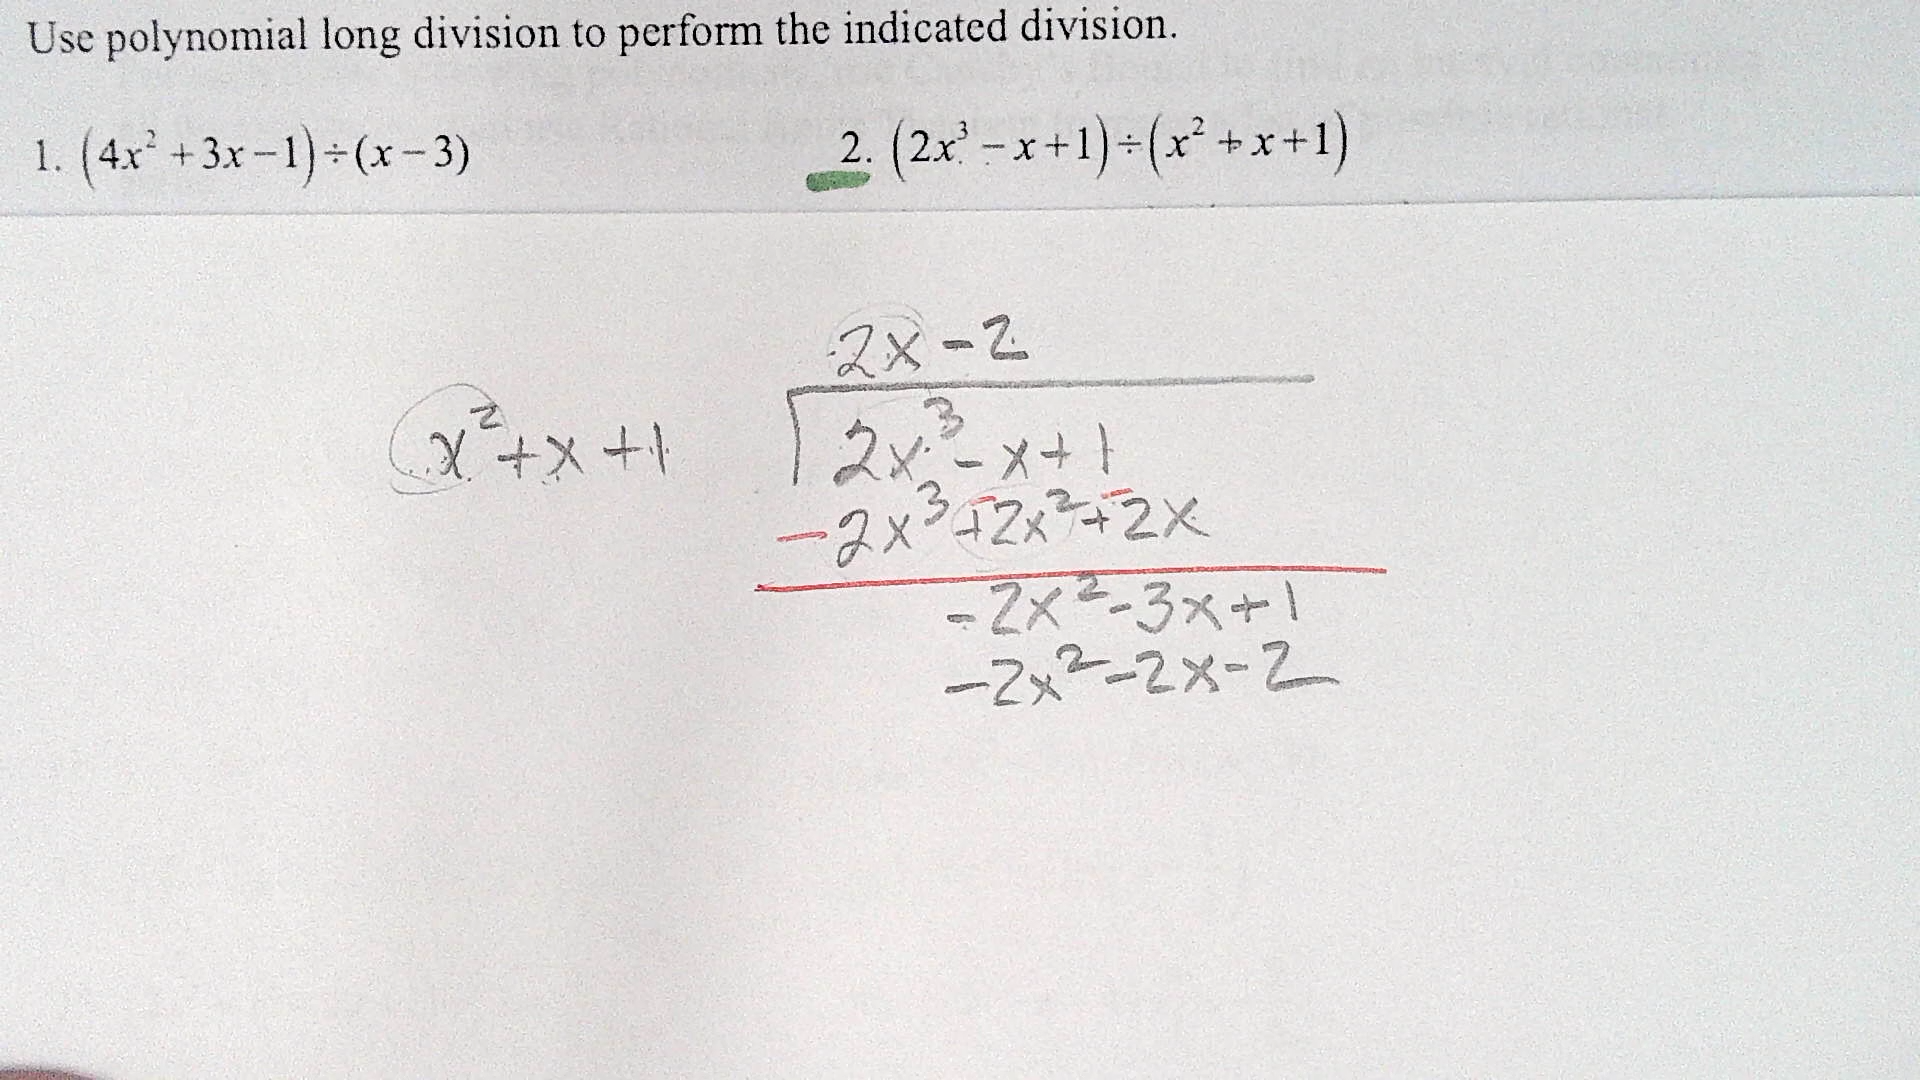 Use polynomial long division to perform the indicated division.
1. (4x² + 3x − 1) ÷ (x − 3)
2. (2x³ − x + 1) ÷ (x² + x + 1)
2x - 2
x² + x + 1
2x³ - x + 1
- 2x³ + 2x² + 2x
- 2x² - 3x + 1
- 2x² - 2x - 2